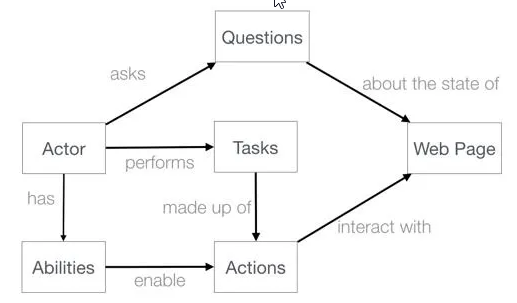 Questions
asks
about the state of
Actor
Tasks
Web Page
performs
has
made up of
interact with
Abilities
Actions
enable